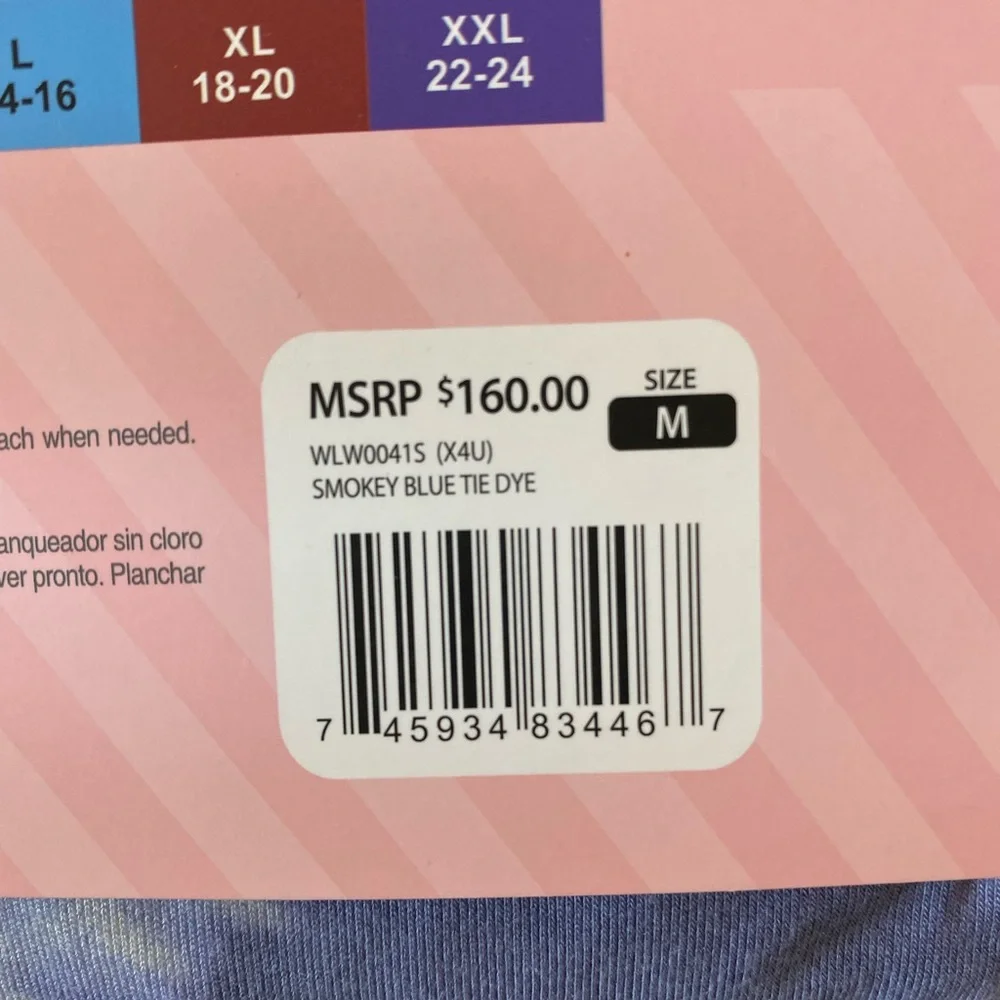 L
4-16
XL
18-20
XXL
22-24
ach when needed.
anqueador sin cloro
ver pronto. Planchar
MSRP $160.00
SIZE
M
WLW0041S (X4U)
SMOKEY BLUE TIE DYE
7 45934 83446 7